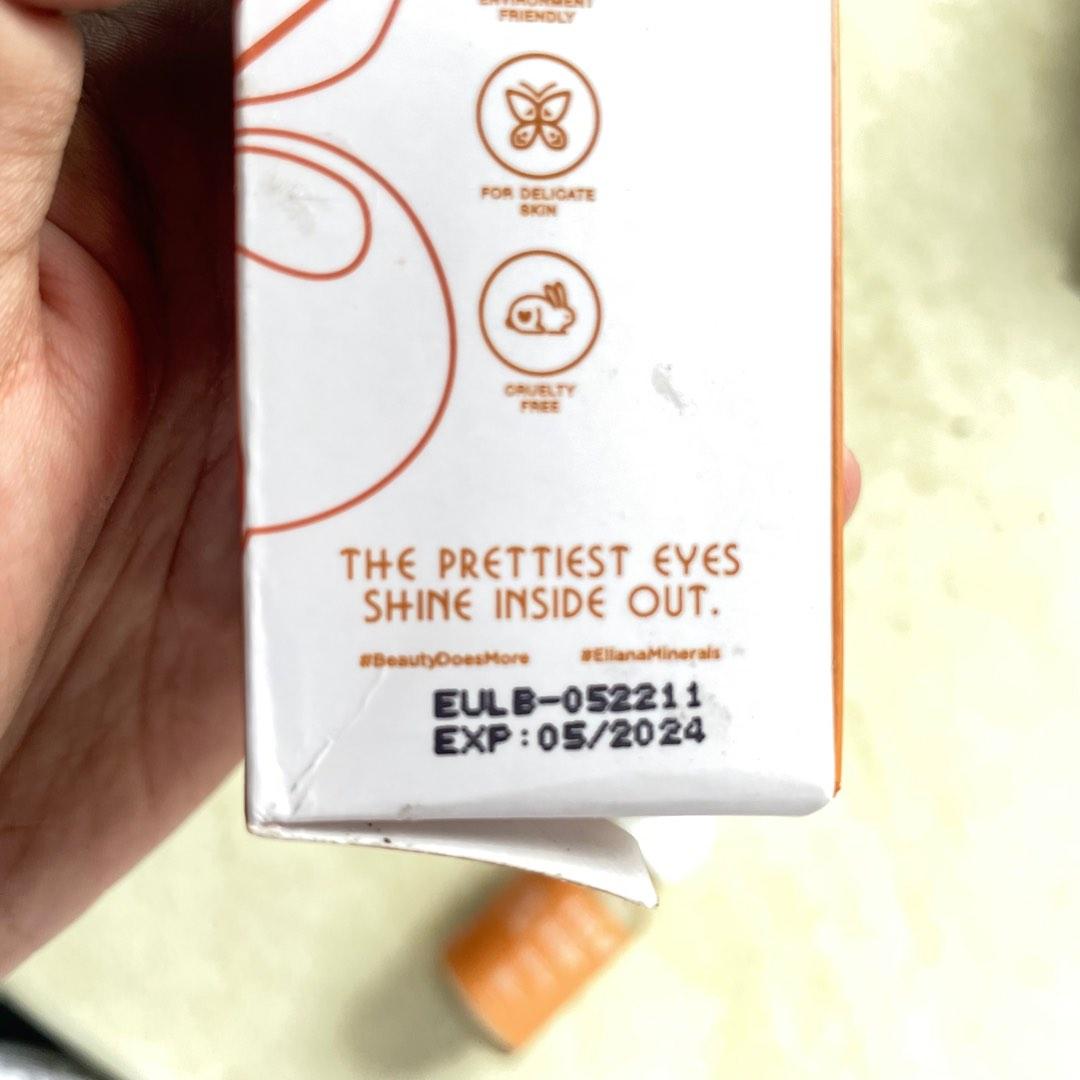 ENVIRONMENT
FRIENDLY
FOR DELICATE
SKIN
CRUELTY
FREE
THE PRETTIEST EYES
SHINE INSIDE OUT.
#BeautyDoesMore #EllanaMinerals
EULB-052211
EXP:05/2024